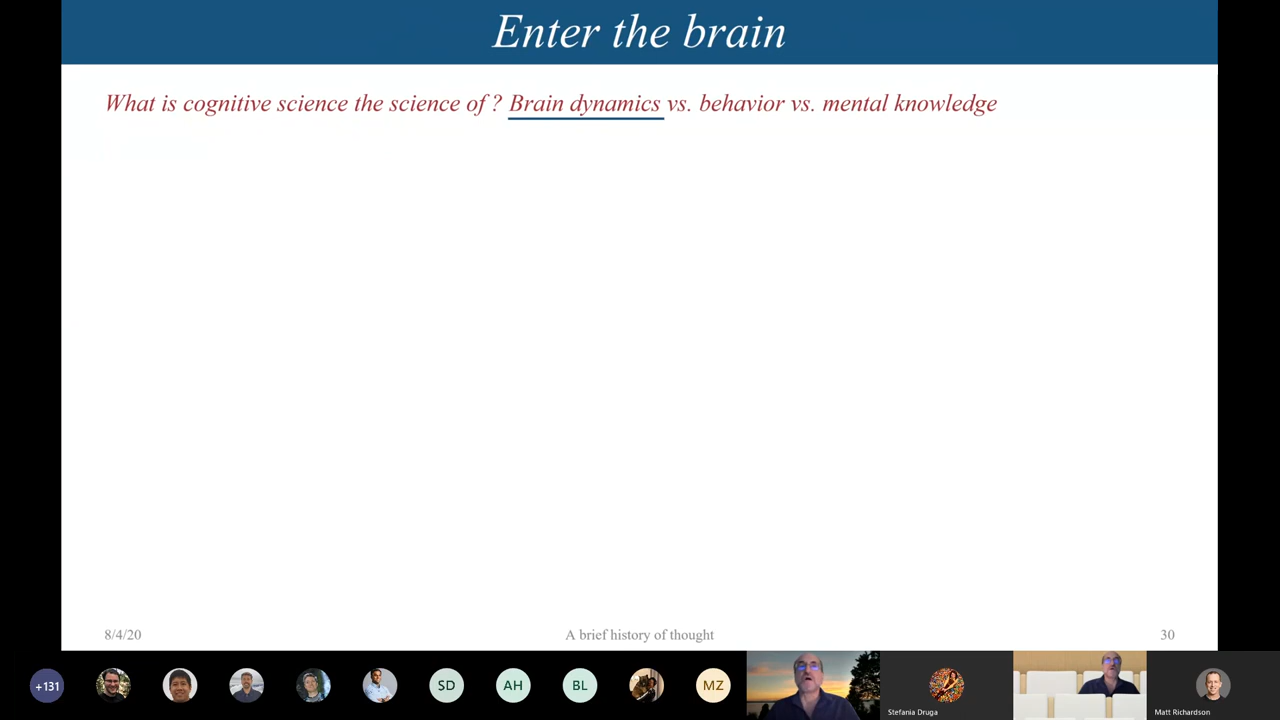 Enter the brain
What is cognitive science the science of ? Brain dynamics vs. behavior vs. mental knowledge
8/4/20
A brief history of thought
30
+131
SD
AH
BL
MZ
Stefania Druga
Matt Richardson